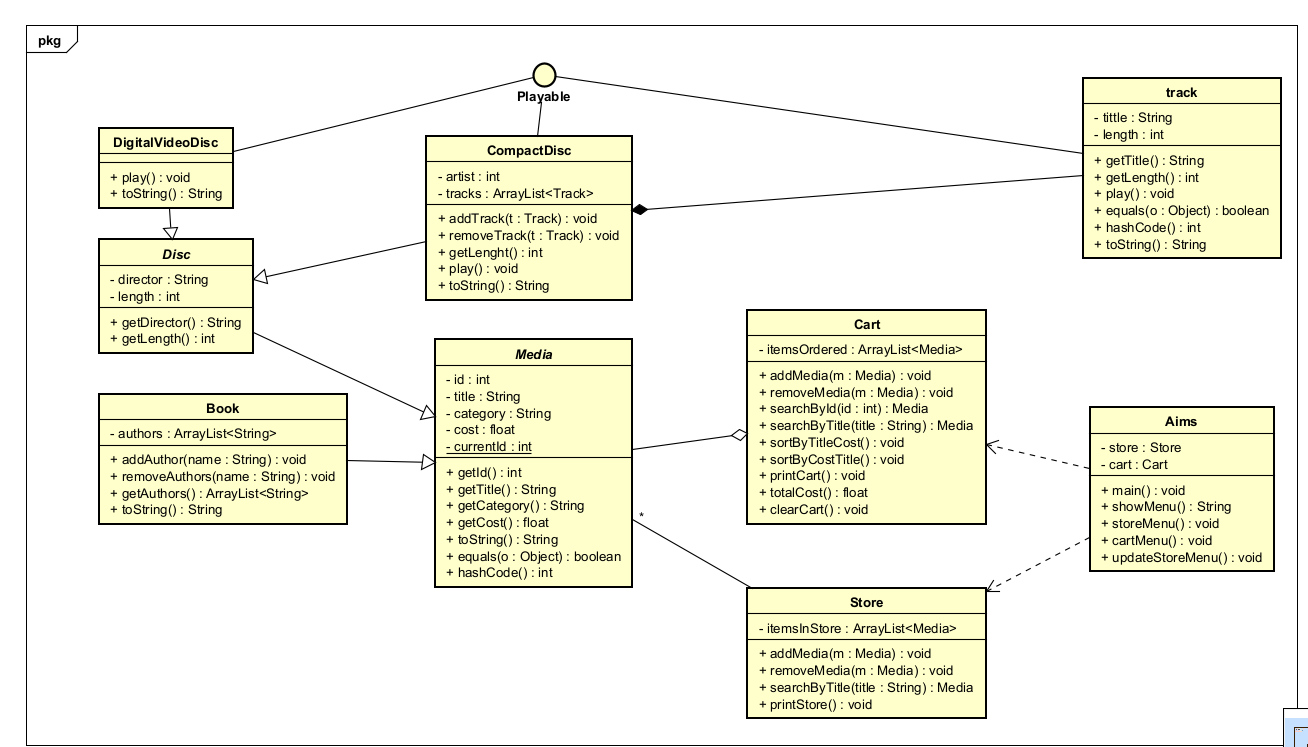 pkg
Playable
DigitalVideoDisc
+ play() : void
+ toString() : String
CompactDisc
- artist : int
- tracks : ArrayList<Track>
+ addTrack(t : Track) : void
+ removeTrack(t : Track) : void
+ getLenght() : int
+ play() : void
+ toString() : String
track
- tittle : String
- length : int
+ getTitle() : String
+ getLength() : int
+ play() : void
+ equals(o : Object) : boolean
+ hashCode() : int
+ toString() : String
Disc
- director : String
- length : int
+ getDirector() : String
+ getLength() : int
Book
- authors : ArrayList<String>
+ addAuthor(name : String) : void
+ removeAuthors(name : String) : void
+ getAuthors() : ArrayList<String>
+ toString() : String
Media
- id : int
- title : String
- category : String
- cost : float
- currentId : int
+ getId() : int
+ getTitle() : String
+ getCategory() : String
+ getCost() : float
+ toString() : String
+ equals(o : Object) : boolean
+ hashCode() : int
*
Cart
- itemsOrdered : ArrayList<Media>
+ addMedia(m : Media) : void
+ removeMedia(m : Media) : void
+ searchById(id : int) : Media
+ searchByTitle(title : String) : Media
+ sortByTitleCost() : void
+ sortByCostTitle() : void
+ printCart() : void
+ totalCost() : float
+ clearCart() : void
Aims
- store : Store
- cart : Cart
+ main() : void
+ showMenu() : String
+ storeMenu() : void
+ cartMenu() : void
+ updateStoreMenu() : void
Store
- itemsInStore : ArrayList<Media>
+ addMedia(m : Media) : void
+ removeMedia(m : Media) : void
+ searchByTitle(title : String) : Media
+ printStore() : void